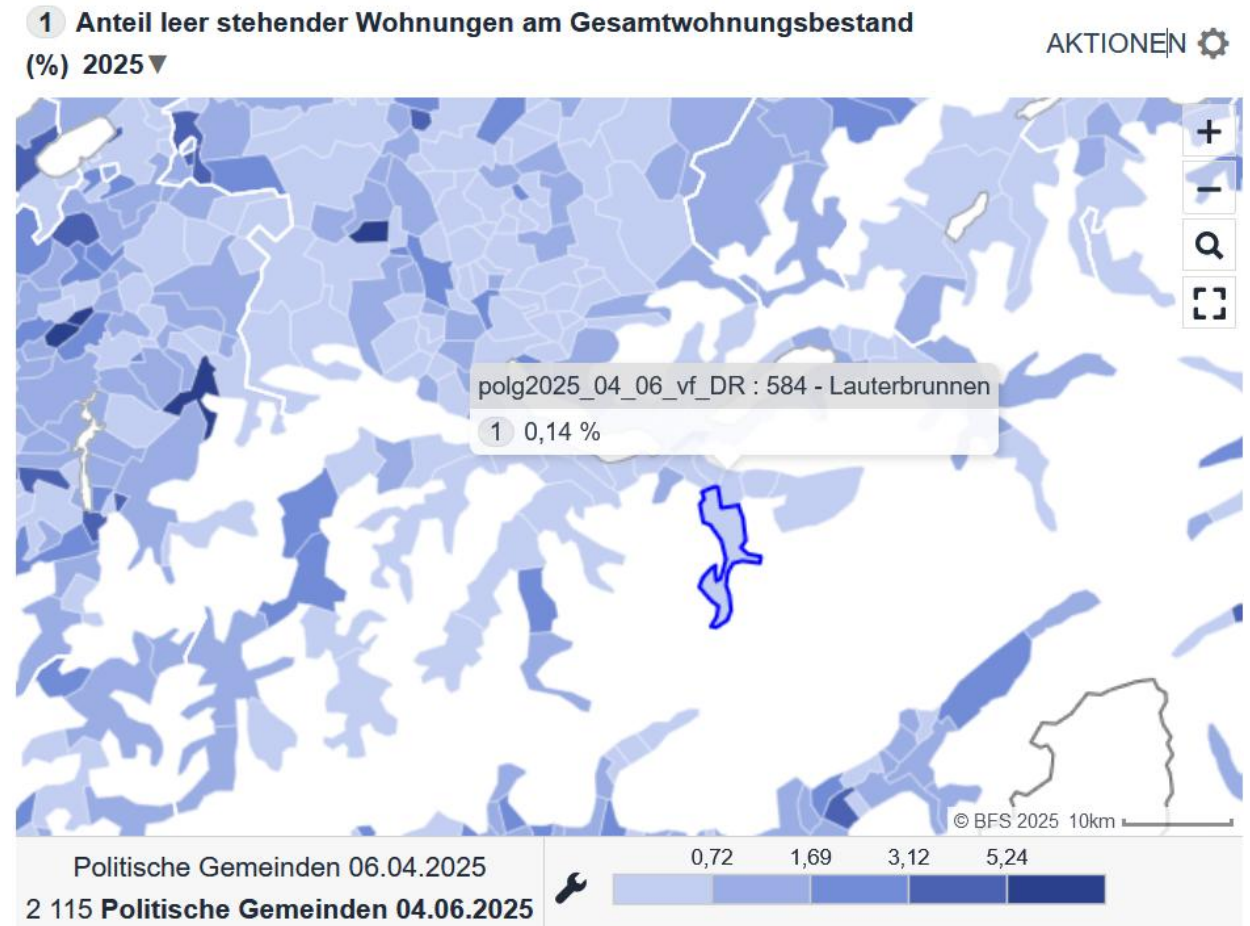 1 Anteil leer stehender Wohnungen am Gesamtwohnungsbestand
(%) 2025 ▼
AKTIONEN
+
−
polg2025_04_06_vf_DR : 584 - Lauterbrunnen
1 0,14 %
© BFS 2025 10km
Politische Gemeinden 06.04.2025
2 115 Politische Gemeinden 04.06.2025
0,72 1,69 3,12 5,24